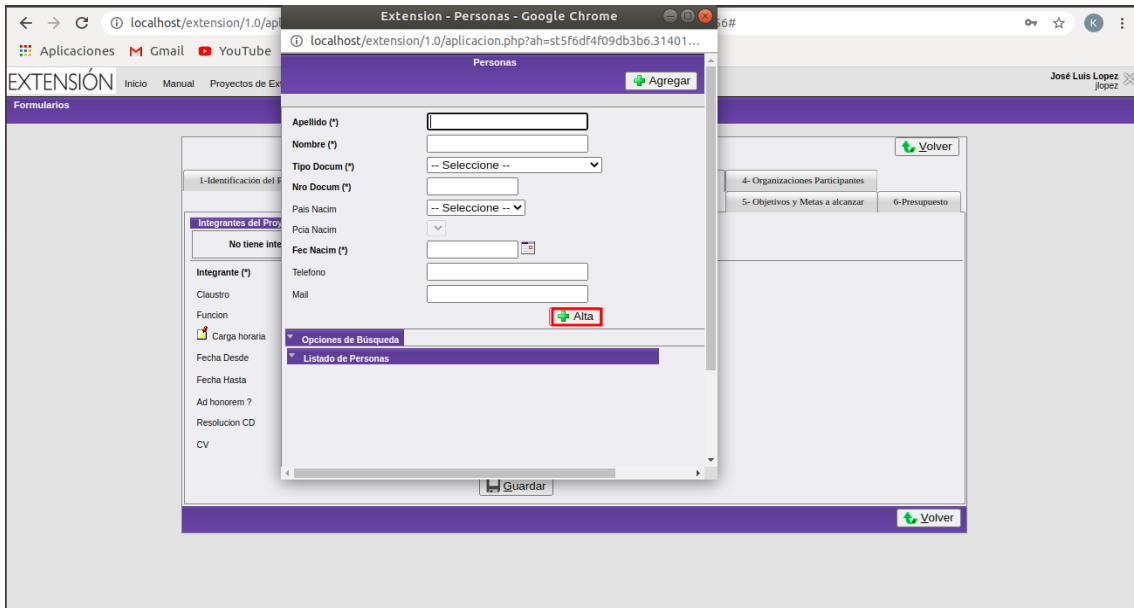 Extension - Personas - Google Chrome
localhost/extension/1.0/apl
56#
K
localhost/extension/1.0/aplicacion.php?ah=st5f6df4f09db3b6.31401...
Aplicaciones
Gmail
YouTube
Personas
Agregar
EXTENSIÓN
Inicio
Manual
Proyectos de Ex
José Luis Lopez
jlopez
Formularios
Apellido (*)
Nombre (*)
Volver
Tipo Docum (*)
-- Seleccione --
1-Identificación del P
4- Organizaciones Participantes
Nro Docum (*)
Pais Nacim
-- Seleccione --
5- Objetivos y Metas a alcanzar
6-Presupuesto
Integrantes del Proy
Pcia Nacim
No tiene inte
Fec Nacim (*)
Integrante (*)
Telefono
Claustro
Mail
Funcion
Alta
Carga horaria
Opciones de Búsqueda
Fecha Desde
Listado de Personas
Fecha Hasta
Ad honorem ?
Resolucion CD
CV
Guardar
Volver